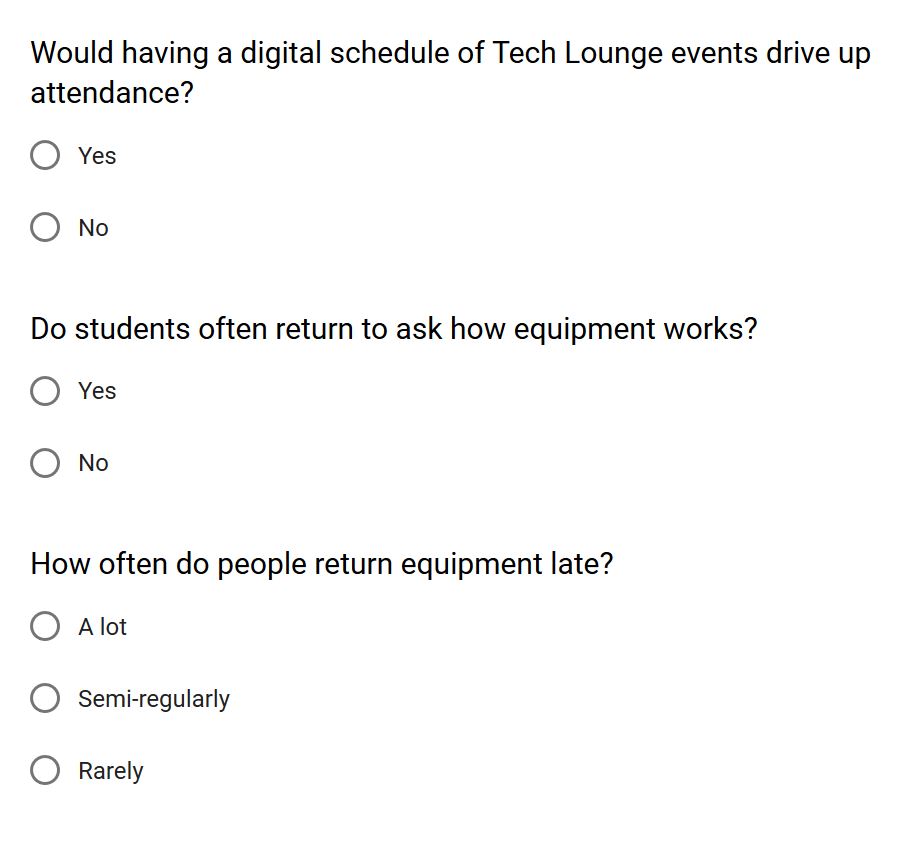 Would having a digital schedule of Tech Lounge events drive up
attendance?
Yes
No
Do students often return to ask how equipment works?
Yes
No
How often do people return equipment late?
A lot
Semi-regularly
Rarely